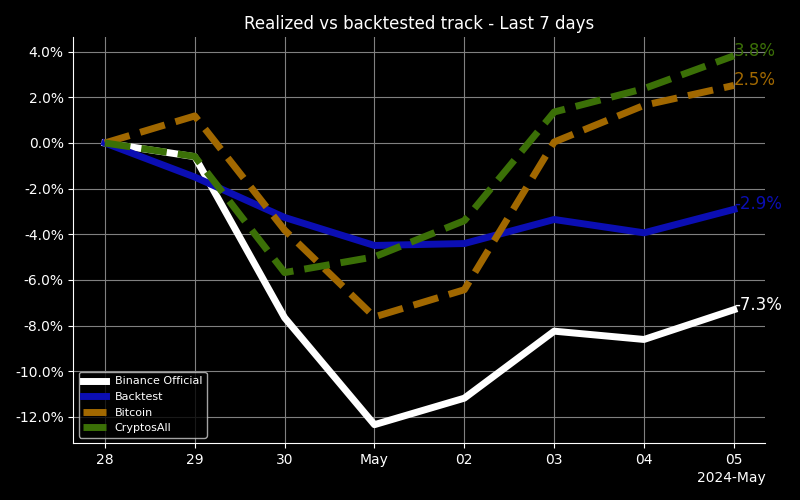 Realized vs backtested track - Last 7 days
4.0%
2.0%
0.0%
-2.0%
-4.0%
-6.0%
-8.0%
-10.0%
-12.0%
3.8%
2.5%
-2.9%
-7.3%
Binance Official
Backtest
Bitcoin
CryptosAll
28 29 30 May 02 03 04 05
2024-May